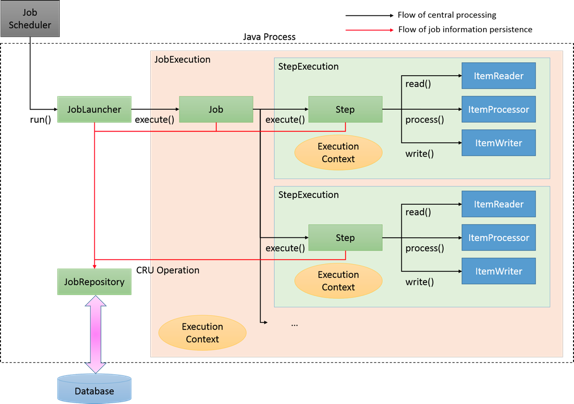 Job
Scheduler
Flow of central processing
Flow of job information persistence
Java Process
JobExecution
StepExecution
run()
JobLauncher
execute()
Job
execute()
Step
read()
process()
write()
ItemReader
ItemProcessor
ItemWriter
Execution
Context
StepExecution
execute()
Step
read()
process()
write()
ItemReader
ItemProcessor
ItemWriter
Execution
Context
CRU Operation
JobRepository
Execution
Context
...
Database